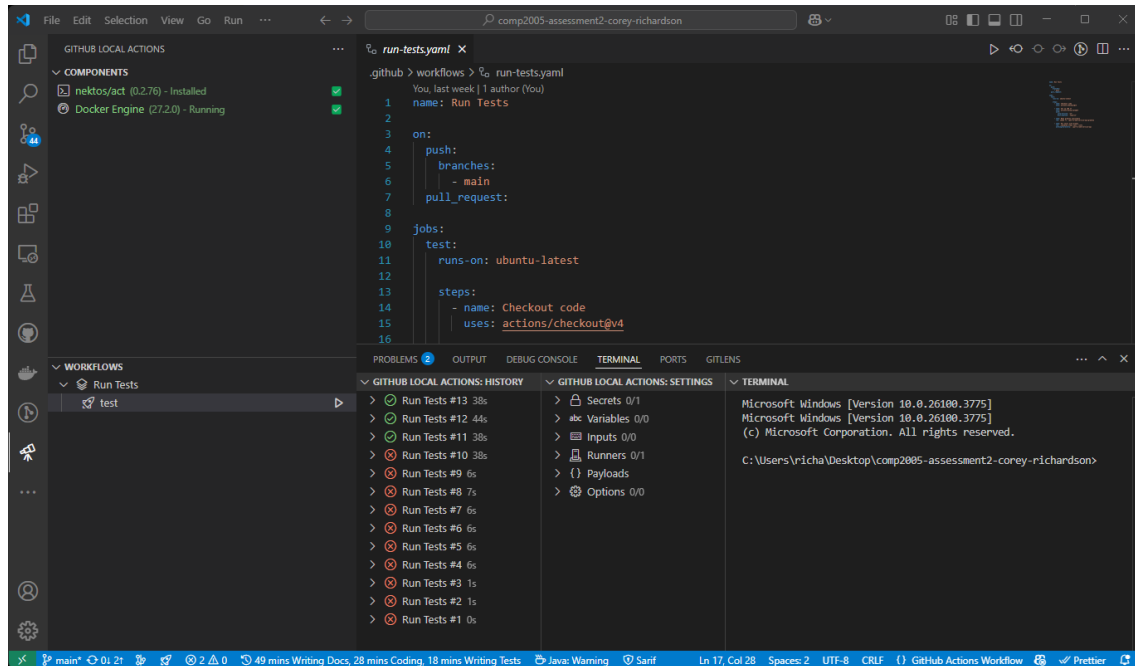 File Edit Selection View Go Run ··· ← → comp2005-assessment2-corey-richardson
GITHUB LOCAL ACTIONS ···
COMPONENTS
nektos/act (0.2.76) - Installed
Docker Engine (27.2.0) - Running
44
WORKFLOWS
Run Tests
test
run-tests.yaml ×
.github > workflows > run-tests.yaml
You, last week | 1 author (You)
1 name: Run Tests
2
3 on:
4 push:
5 branches:
6 - main
7 pull_request:
8
9 jobs:
10 test:
11 runs-on: ubuntu-latest
12
13 steps:
14 - name: Checkout code
15 uses: actions/checkout@v4
16
PROBLEMS 2 OUTPUT DEBUG CONSOLE TERMINAL PORTS GITLENS
GITHUB LOCAL ACTIONS: HISTORY
Run Tests #13 38s
Run Tests #12 44s
Run Tests #11 38s
Run Tests #10 38s
Run Tests #9 6s
Run Tests #8 7s
Run Tests #7 6s
Run Tests #6 6s
Run Tests #5 6s
Run Tests #4 6s
Run Tests #3 1s
Run Tests #2 1s
Run Tests #1 0s
GITHUB LOCAL ACTIONS: SETTINGS
Secrets 0/1
abc Variables 0/0
Inputs 0/0
Runners 0/1
{} Payloads
Options 0/0
TERMINAL
Microsoft Windows [Version 10.0.26100.3775]
Microsoft Windows [Version 10.0.26100.3775]
(c) Microsoft Corporation. All rights reserved.
C:\Users\richa\Desktop\comp2005-assessment2-corey-richardson>
main* 0↓ 2↑ 2 0 49 mins Writing Docs, 28 mins Coding, 18 mins Writing Tests Java: Warning Sarif Ln 17, Col 28 Spaces: 2 UTF-8 CRLF {} GitHub Actions Workflow Prettier